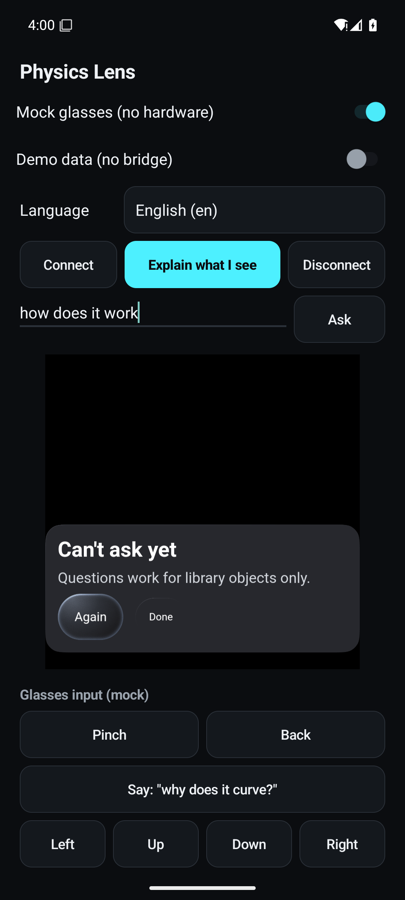 4:00
Physics Lens
Mock glasses (no hardware)
Demo data (no bridge)
Language
English (en)
Connect
Explain what I see
Disconnect
how does it work
Ask
Can't ask yet
Questions work for library objects only.
Again
Done
Glasses input (mock)
Pinch
Back
Say: "why does it curve?"
Left
Up
Down
Right